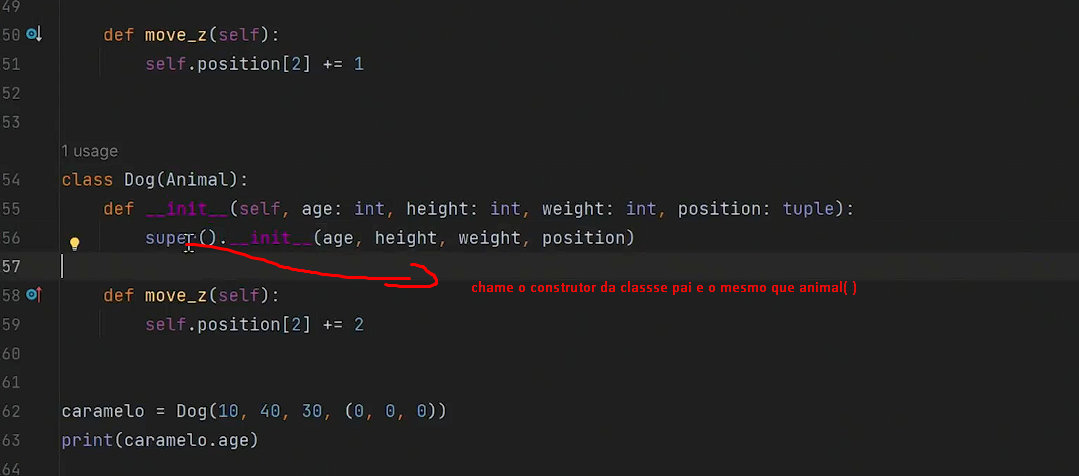 49
50 def move_z(self):
51 self.position[2] += 1
52
53
1 usage
54 class Dog(Animal):
55 def __init__(self, age: int, height: int, weight: int, position: tuple):
56 super().__init__(age, height, weight, position)
57
chame o construtor da classse pai e o mesmo que animal( )
58 def move_z(self):
59 self.position[2] += 2
60
61
62 caramelo = Dog(10, 40, 30, (0, 0, 0))
63 print(caramelo.age)
64